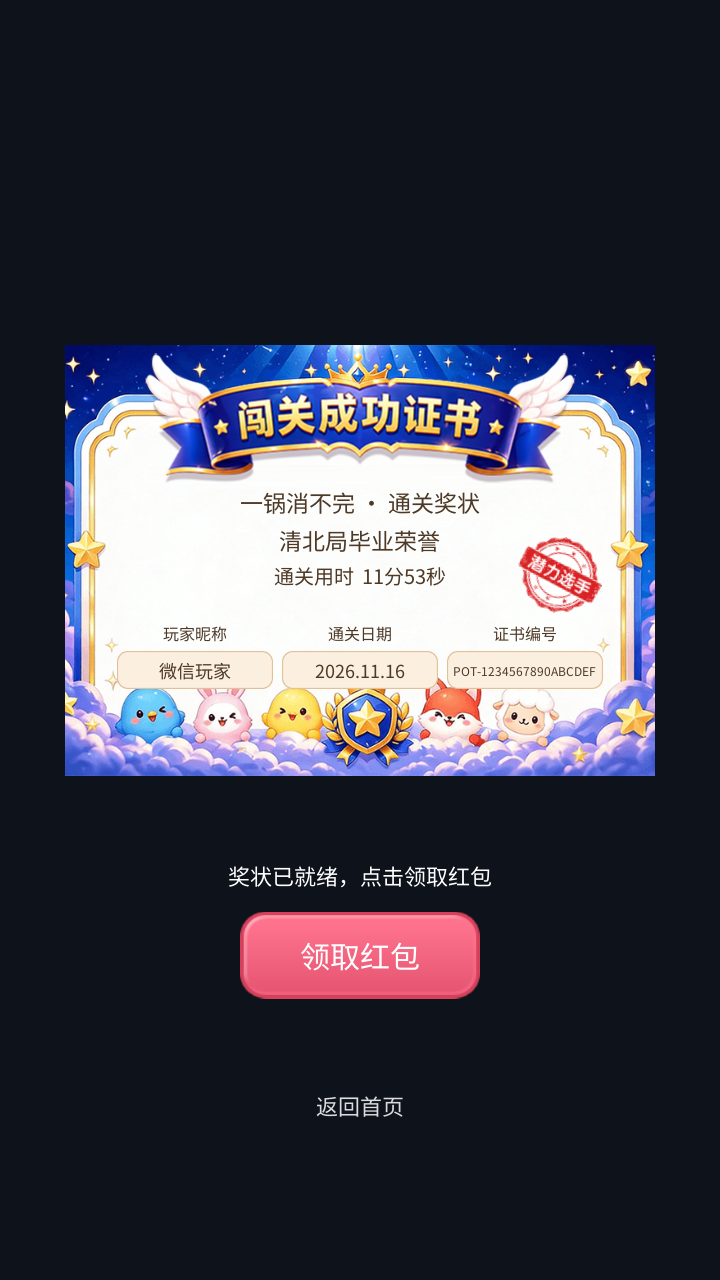 闯关成功证书
一锅消不完 · 通关奖状
清北局毕业荣誉
通关用时 11分53秒
潜力选手
玩家昵称 通关日期 证书编号
微信玩家 2026.11.16 POT-1234567890ABCDEF
奖状已就绪，点击领取红包
领取红包
返回首页